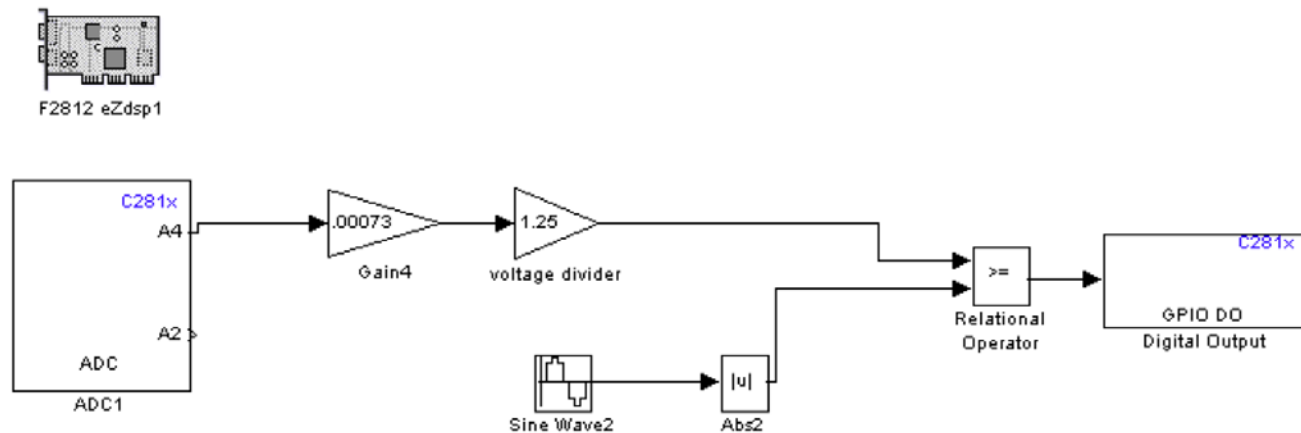 F2812 eZdsp1
C281x
A4
A2
ADC
ADC1
.00073
Gain4
1.25
voltage divider
Sine Wave2
|u|
Abs2
>=
Relational
Operator
C281x
GPIO DO
Digital Output